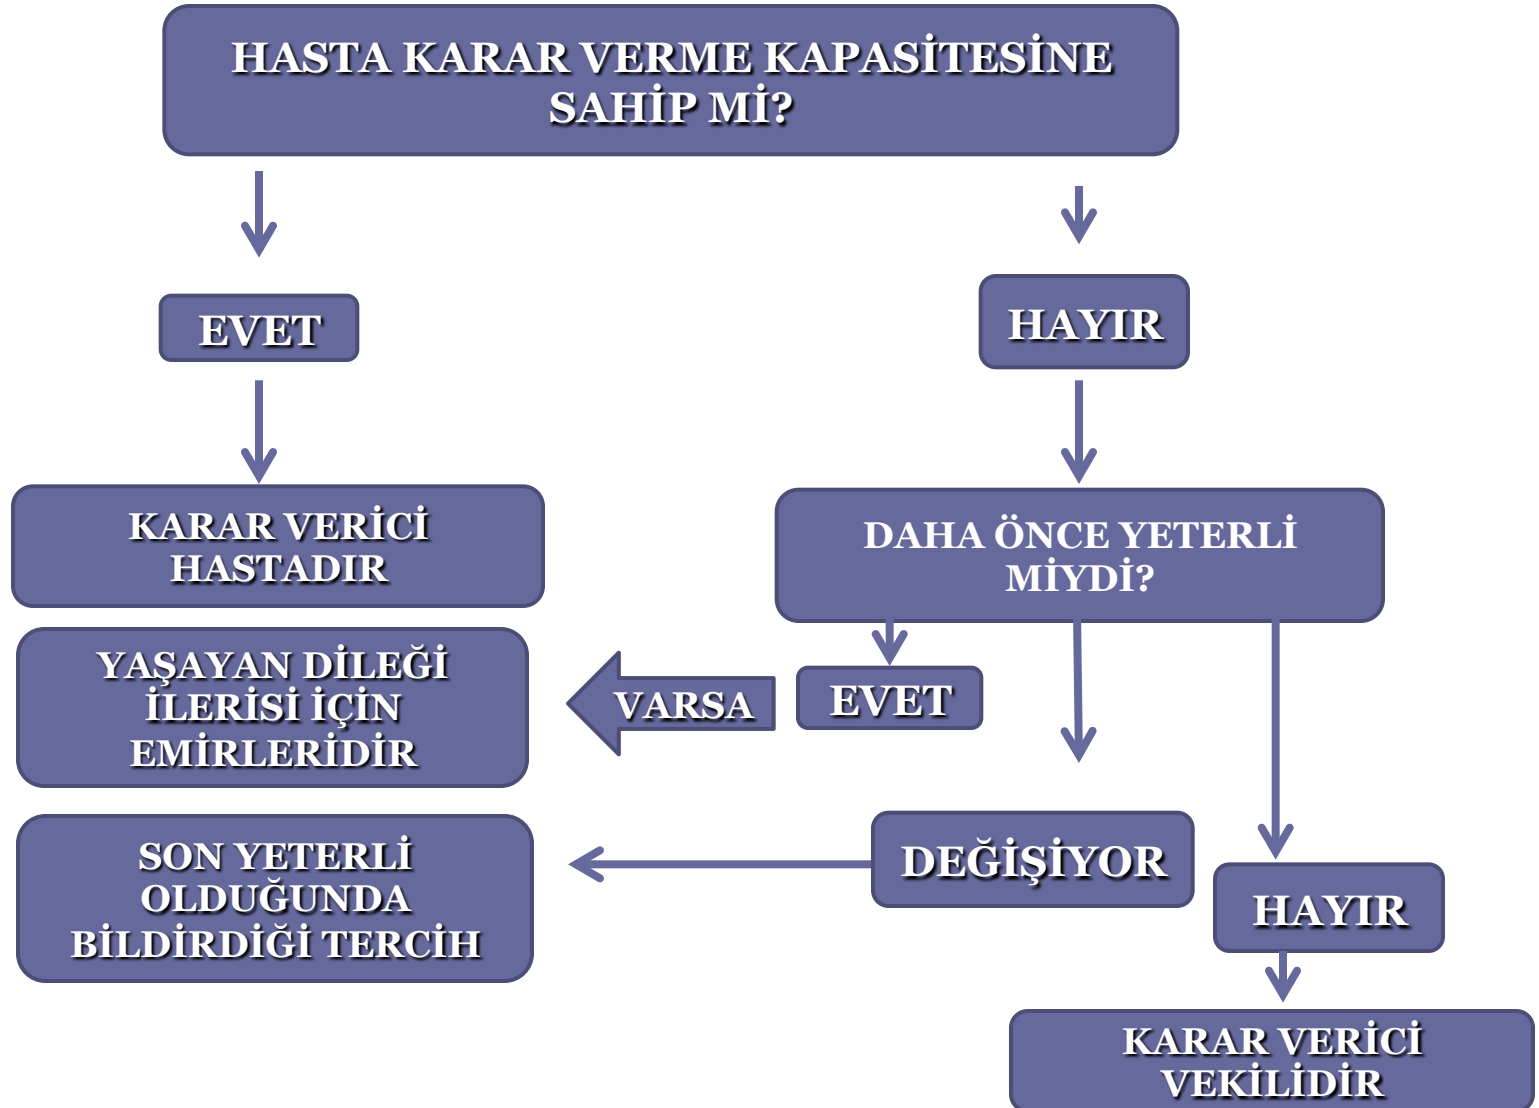 HASTA KARAR VERME KAPASİTESİNE
SAHİP Mİ?
EVET
HAYIR
KARAR VERİCİ
HASTADIR
DAHA ÖNCE YETERLİ
MİYDİ?
YAŞAYAN DİLEĞİ
İLERİSİ İÇİN
EMİRLERİDİR
VARSA
EVET
SON YETERLİ
OLDUĞUNDA
BİLDİRDİĞİ TERCİH
DEĞİŞİYOR
HAYIR
KARAR VERİCİ
VEKİLİDİR